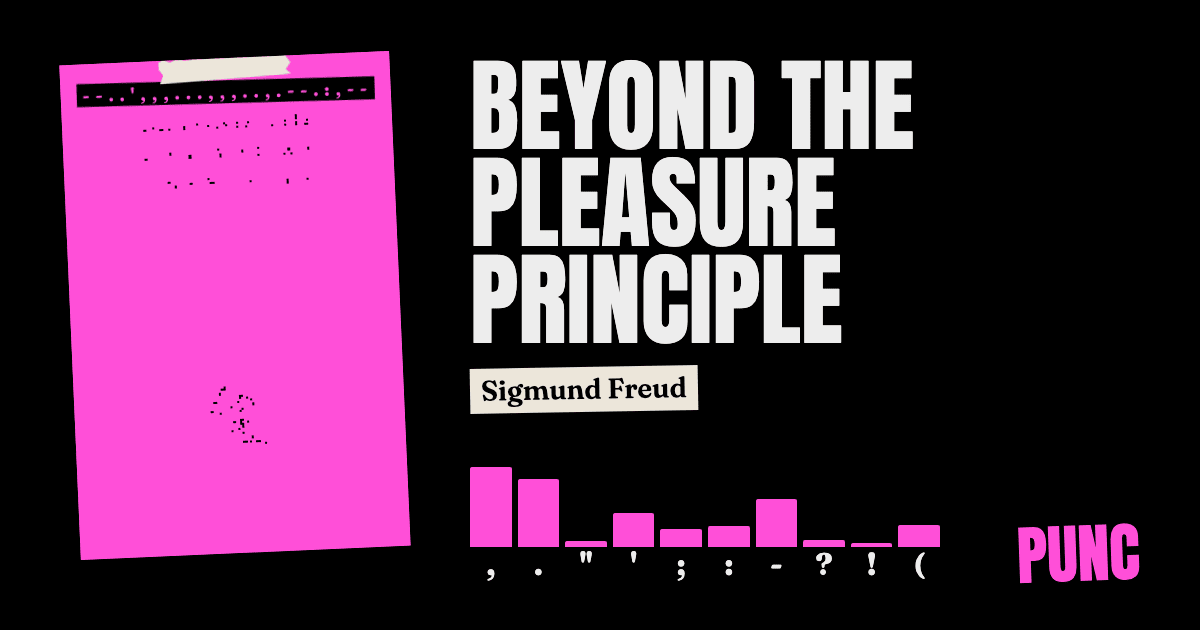 --..',,,...,,,..,.--.:,--
BEYOND THE
PLEASURE
PRINCIPLE
Sigmund Freud
, . " ' ; : - ? ! (
PUNC